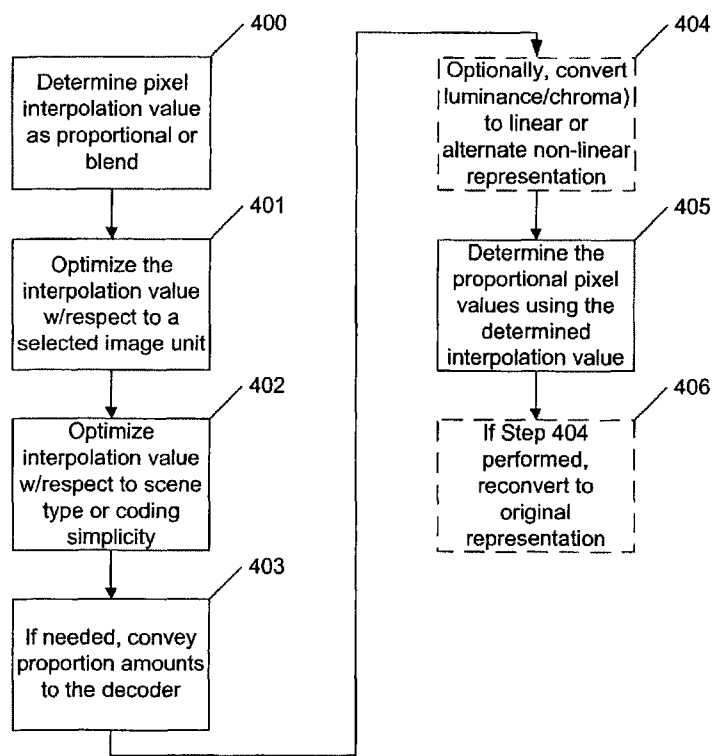 400
Determine pixel
interpolation value
as proportional or
blend
401
Optimize the
interpolation value
w/respect to a
selected image unit
402
Optimize
interpolation value
w/respect to scene
type or coding
simplicity
403
If needed, convey
proportion amounts
to the decoder
404
Optionally, convert
luminance/chroma)
to linear or
alternate non-linear
representation
405
Determine the
proportional pixel
values using the
determined
interpolation value
406
If Step 404
performed,
reconvert to
original
representation